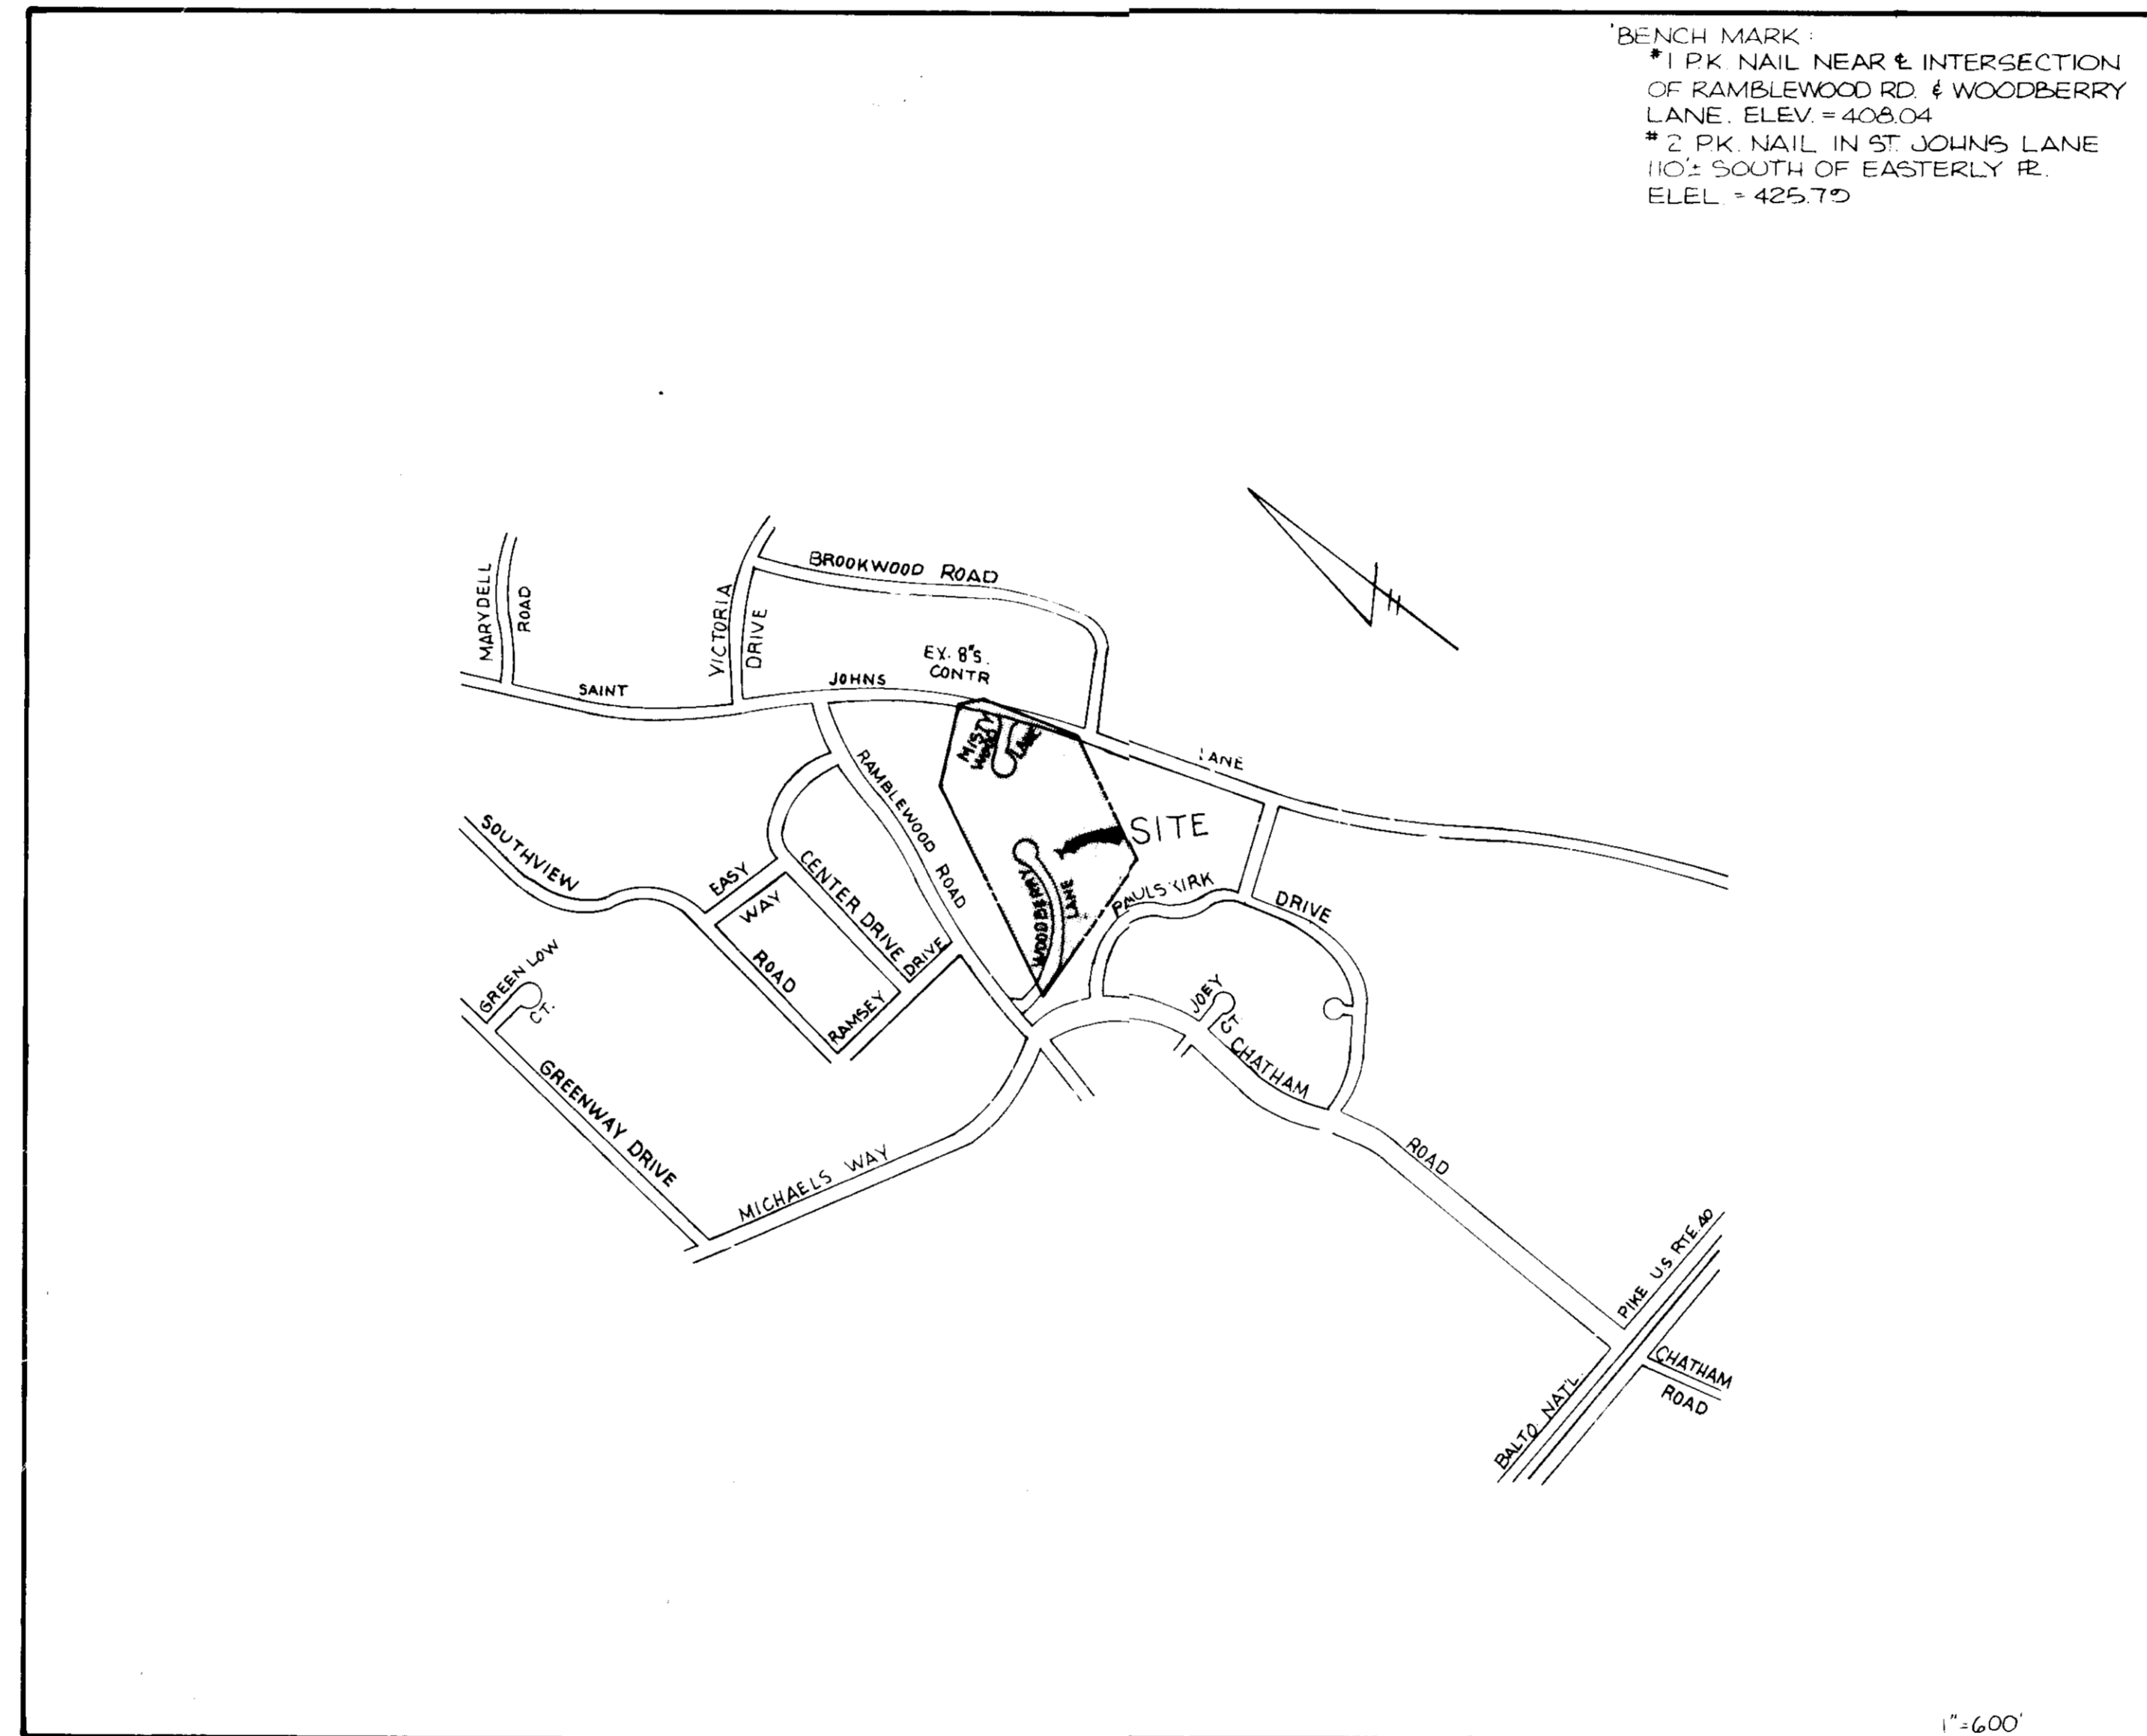 BENCH MARK:
#1 P.K. NAIL NEAR ℄ INTERSECTION
OF RAMBLEWOOD RD. & WOODBERRY
LANE. ELEV. = 408.04
#2 P.K. NAIL IN ST. JOHNS LANE
110'± SOUTH OF EASTERLY ⅊.
ELEL. = 425.79
BROOKWOOD ROAD
MARYDELL
ROAD
VICTORIA
DRIVE
EX. 8"S.
CONTR
SAINT
JOHNS
LANE
MISTY
WOOD
LANE
RAMBLEWOOD ROAD
SITE
SOUTHVIEW
EASY
WAY
CENTER DRIVE
ROAD
RAMSEY
DRIVE
WOODBERRY
LANE
PAULSKIRK
DRIVE
GREEN LOW
CT.
JOEY
CT.
CHATHAM
ROAD
GREENWAY DRIVE
MICHAELS WAY
PIKE U.S. RTE. 40
BALTO. NAT'L.
CHATHAM
ROAD
1"=600'